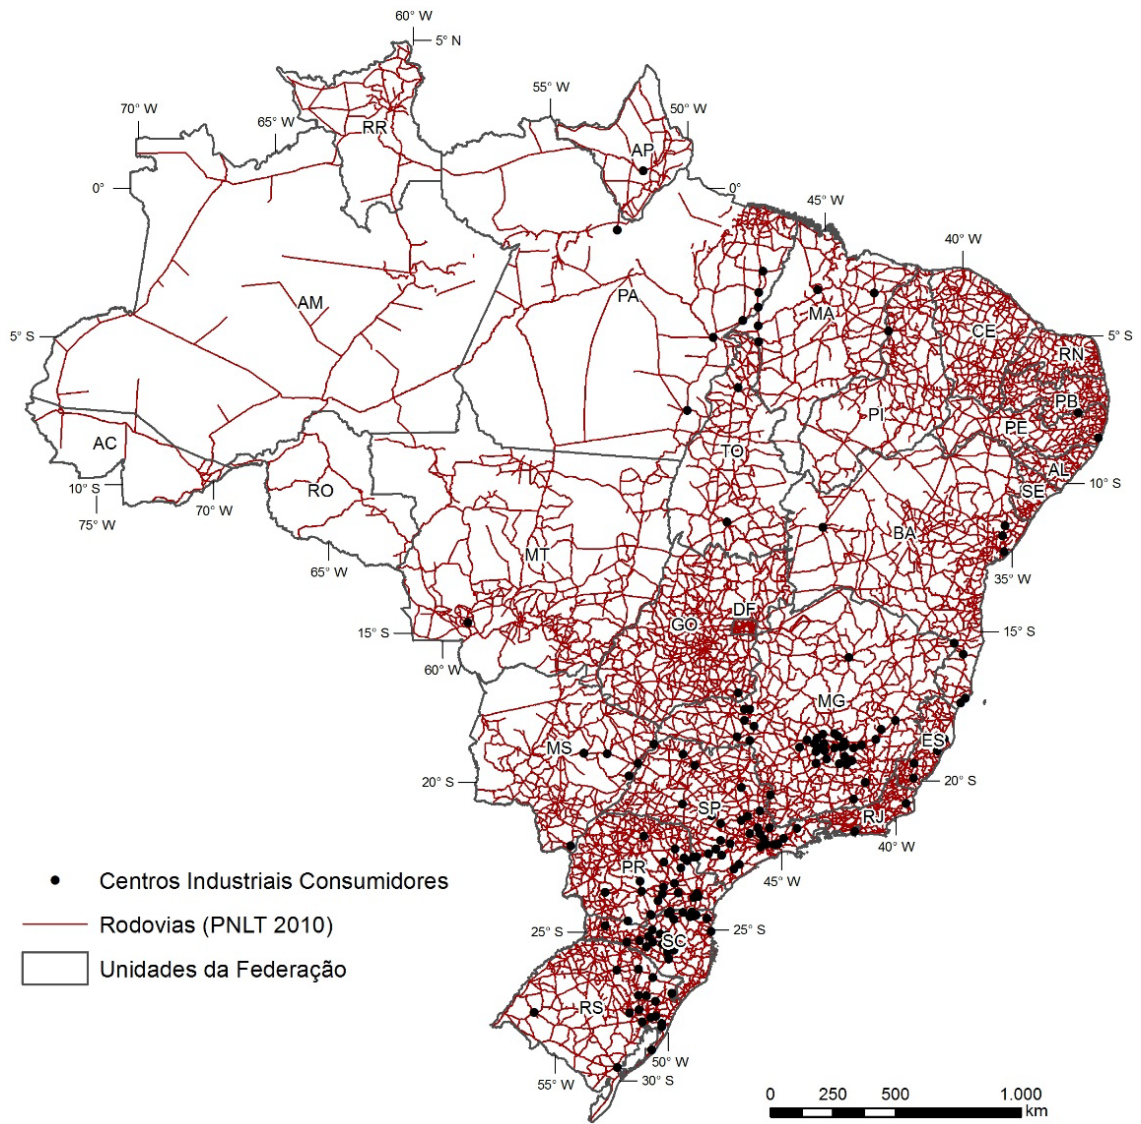 60° W
5° N
55° W
70° W
50° W
65° W
RR
AP
0°
0°
45° W
40° W
PA
AM
MA
5° S
CE
5° S
RN
PB
PI
PE
AC
TO
AL
10° S
RO
SE
10° S
75° W
70° W
BA
MT
65° W
35° W
DF
GO
15° S
15° S
60° W
MG
MS
ES
20° S
20° S
SP
RJ
40° W
PR
45° W
Centros Industriais Consumidores
Rodovias (PNLT 2010)
25° S
25° S
SC
Unidades da Federação
RS
50° W
55° W
30° S
0 250 500 1.000
km